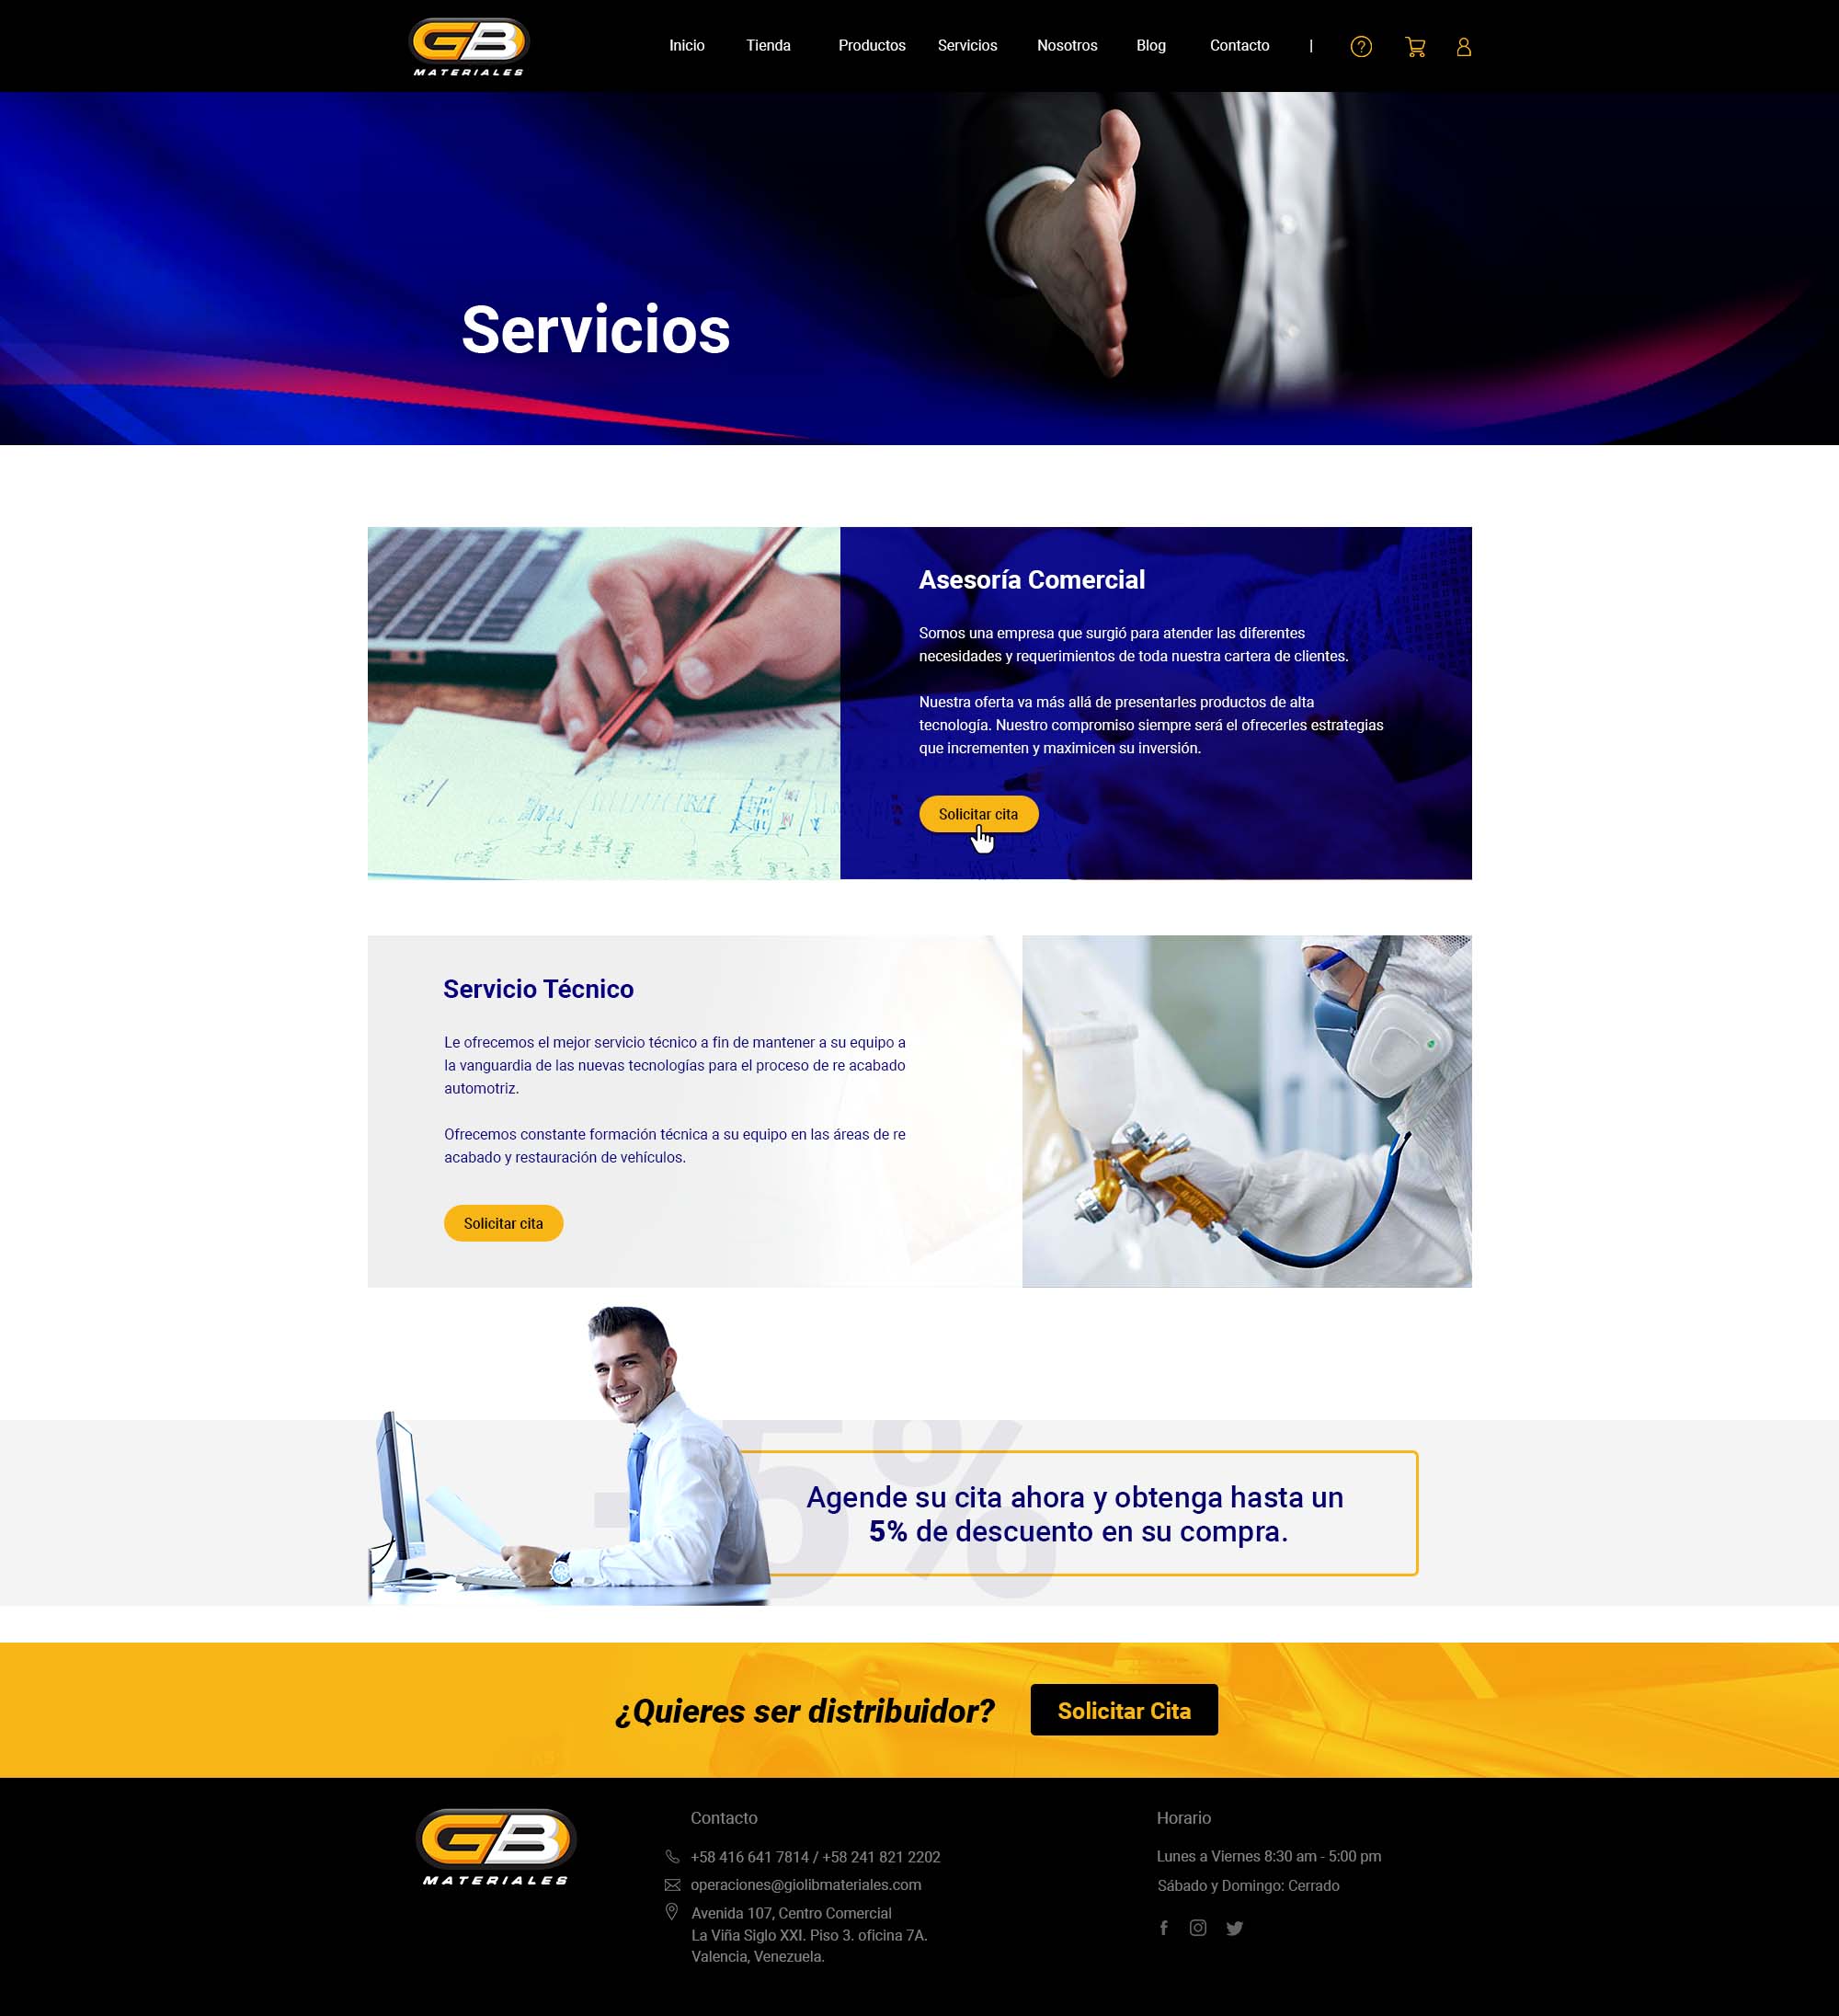 GB
MATERIALES
Inicio Tienda Productos Servicios Nosotros Blog Contacto |
Servicios
Asesoría Comercial
Somos una empresa que surgió para atender las diferentes
necesidades y requerimientos de toda nuestra cartera de clientes.
Nuestra oferta va más allá de presentarles productos de alta
tecnología. Nuestro compromiso siempre será el ofrecerles estrategias
que incrementen y maximicen su inversión.
Solicitar cita
Servicio Técnico
Le ofrecemos el mejor servicio técnico a fin de mantener a su equipo a
la vanguardia de las nuevas tecnologías para el proceso de re acabado
automotriz.
Ofrecemos constante formación técnica a su equipo en las áreas de re
acabado y restauración de vehículos.
Solicitar cita
-5%
Agende su cita ahora y obtenga hasta un
5% de descuento en su compra.
¿Quieres ser distribuidor?
Solicitar Cita
GB
MATERIALES
Contacto
+58 416 641 7814 / +58 241 821 2202
operaciones@giolibmateriales.com
Avenida 107, Centro Comercial
La Viña Siglo XXI. Piso 3. oficina 7A.
Valencia, Venezuela.
Horario
Lunes a Viernes 8:30 am - 5:00 pm
Sábado y Domingo: Cerrado